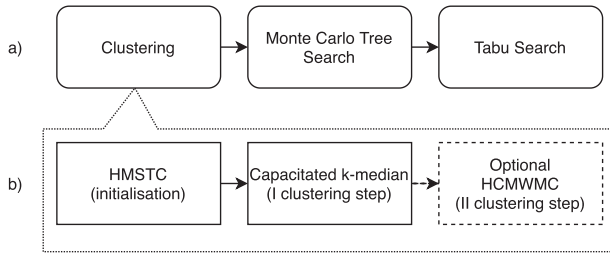 a)
Clustering
Monte Carlo Tree
Search
Tabu Search
b)
HMSTC
(initialisation)
Capacitated k-median
(I clustering step)
Optional
HCMWMC
(II clustering step)